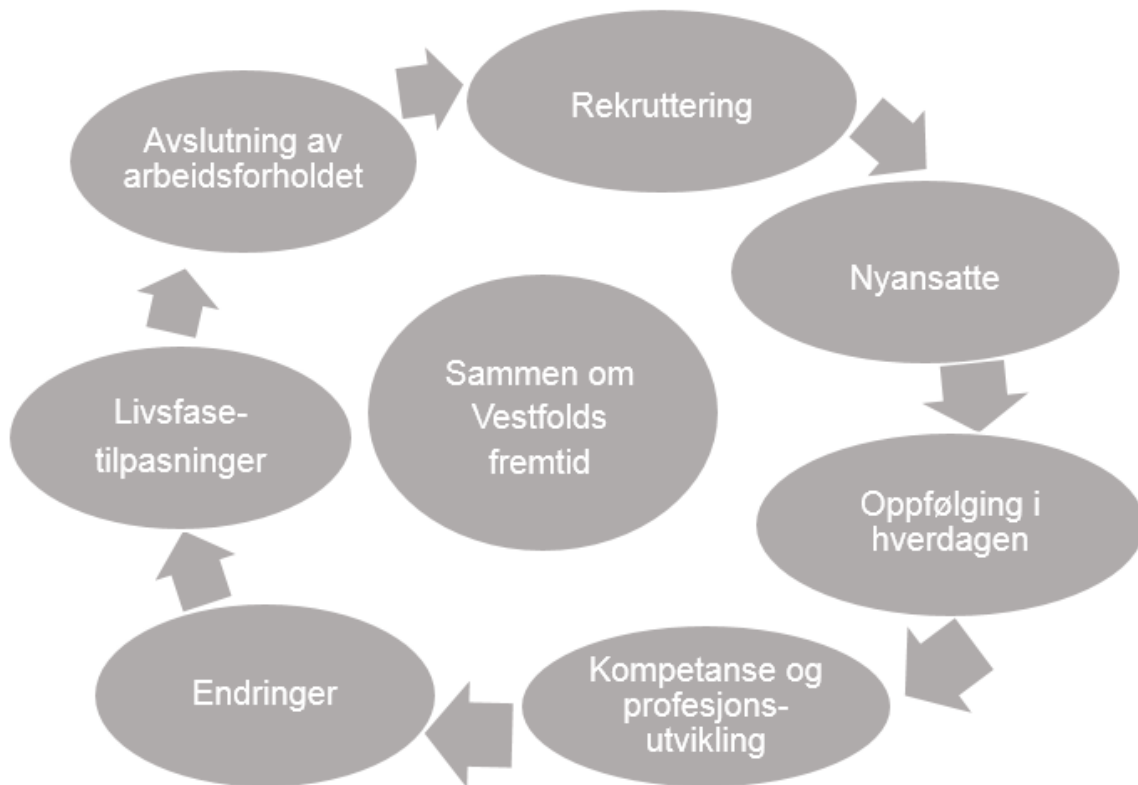 Rekruttering
Nyansatte
Oppfølging i
hverdagen
Kompetanse og
profesjons-
utvikling
Endringer
Livsfase-
tilpasninger
Avslutning av
arbeidsforholdet
Sammen om
Vestfolds
fremtid